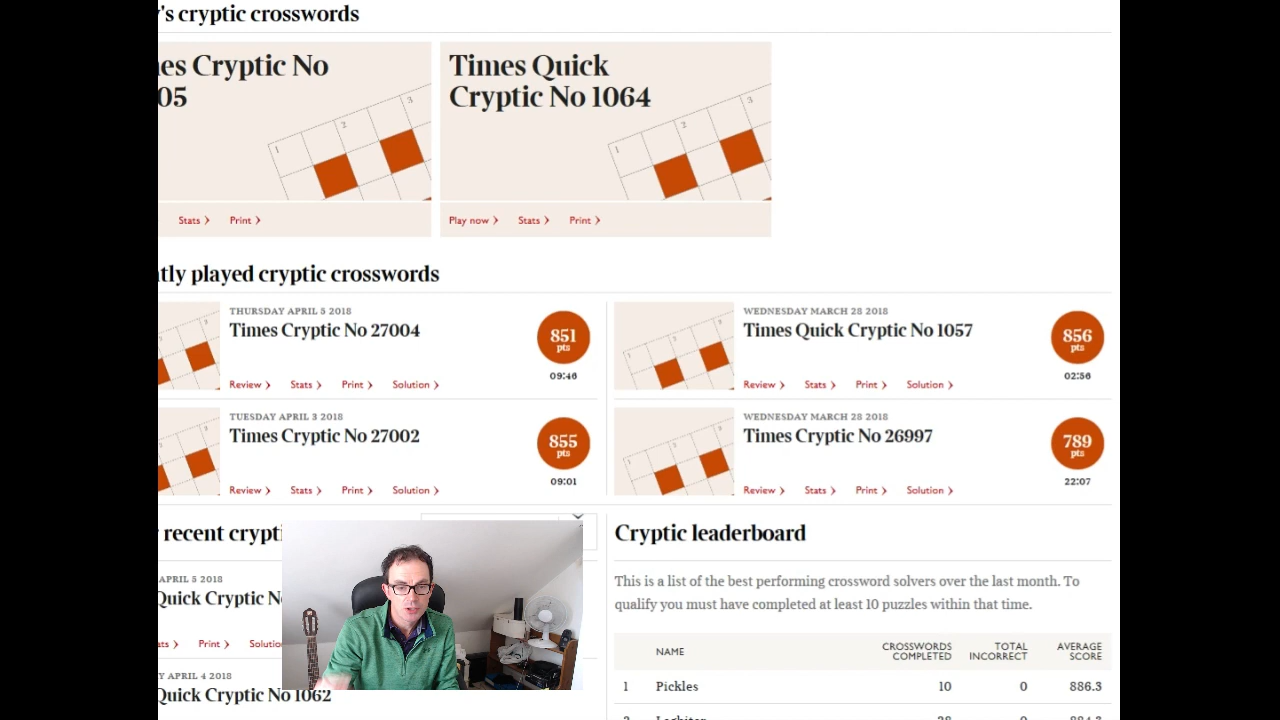 's cryptic crosswords
es Cryptic No
05
Times Quick
Cryptic No 1064
1
2
3
1
2
3
Stats
Print
Play now
Stats
Print
tly played cryptic crosswords
THURSDAY APRIL 5 2018
Times Cryptic No 27004
851
pts
09:46
Review
Stats
Print
Solution
WEDNESDAY MARCH 28 2018
Times Quick Cryptic No 1057
856
pts
02:56
Review
Stats
Print
Solution
TUESDAY APRIL 3 2018
Times Cryptic No 27002
855
pts
09:01
Review
Stats
Print
Solution
WEDNESDAY MARCH 28 2018
Times Cryptic No 26997
789
pts
22:07
Review
Stats
Print
Solution
recent crypti
APRIL 5 2018
Quick Cryptic N
ats
Print
Solutio
Y APRIL 4 2018
Quick Cryptic No 1062
Cryptic leaderboard
This is a list of the best performing crossword solvers over the last month. To
qualify you must have completed at least 10 puzzles within that time.
NAME
CROSSWORDS
COMPLETED
TOTAL
INCORRECT
AVERAGE
SCORE
1 Pickles 10 0 886.3